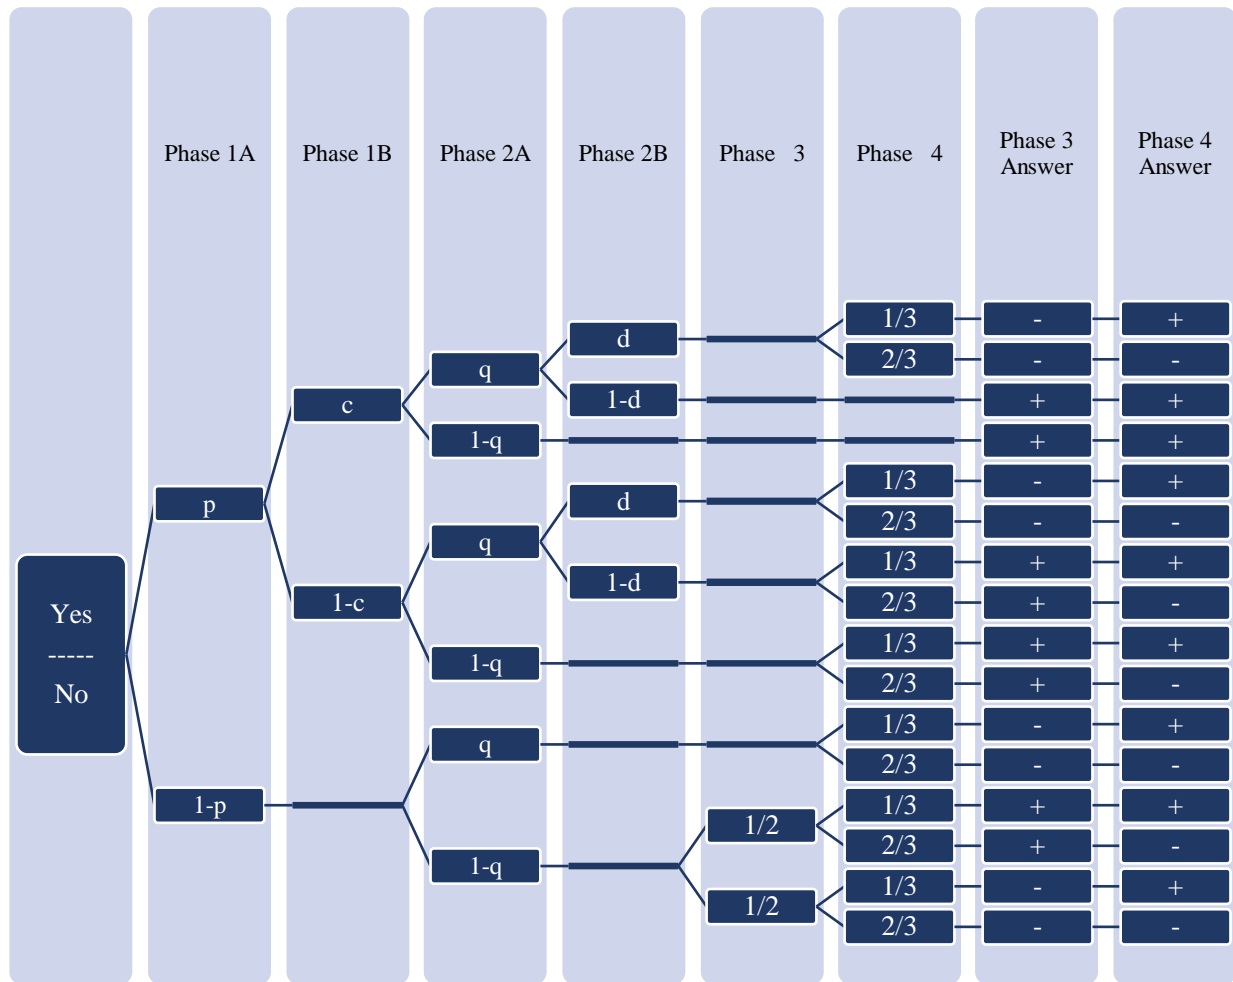 Phase 1A Phase 1B Phase 2A Phase 2B Phase 3 Phase 4 Phase 3 Answer Phase 4 Answer
1/3 - +
d
2/3 - -
q
1-d + +
c
1-q + +
1/3 - +
d
p
2/3 - -
q
1/3 + +
1-d
Yes
-----
No
1-c
2/3 + -
1/3 + +
1-q
2/3 + -
1/3 - +
q
2/3 - -
1-p
1/3 + +
1/2
2/3 + -
1-q
1/3 - +
1/2
2/3 - -